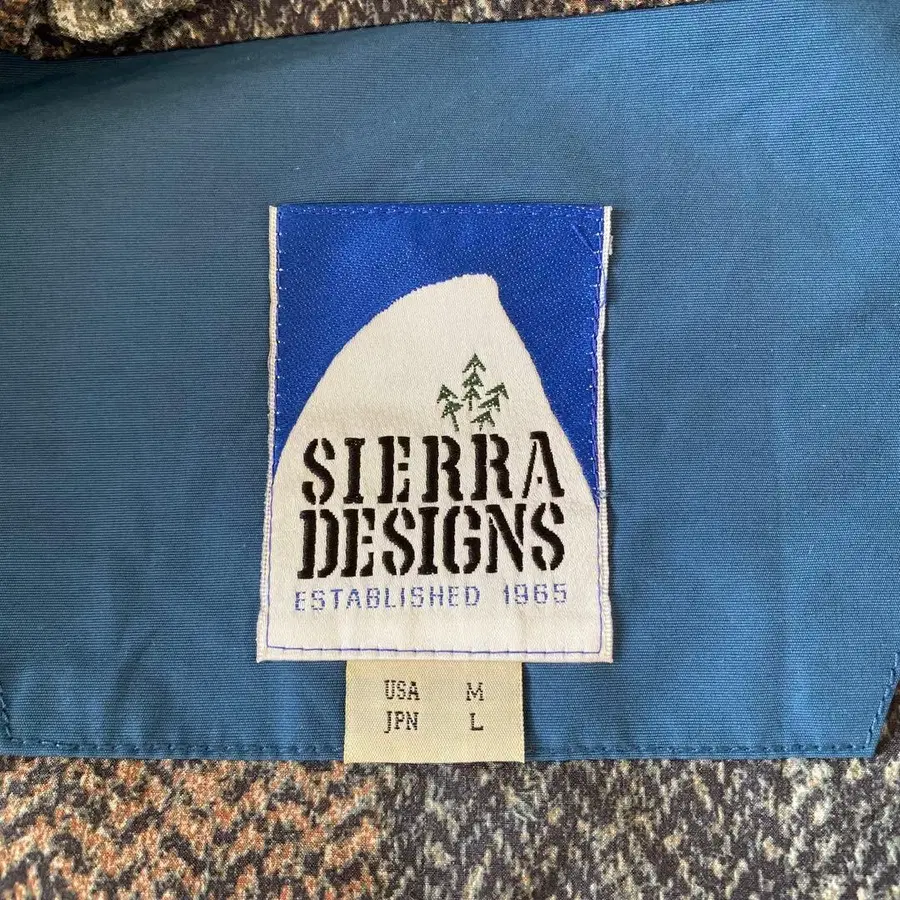 SIERRA
DESIGNS
ESTABLISHED 1965
USA M
JPN L